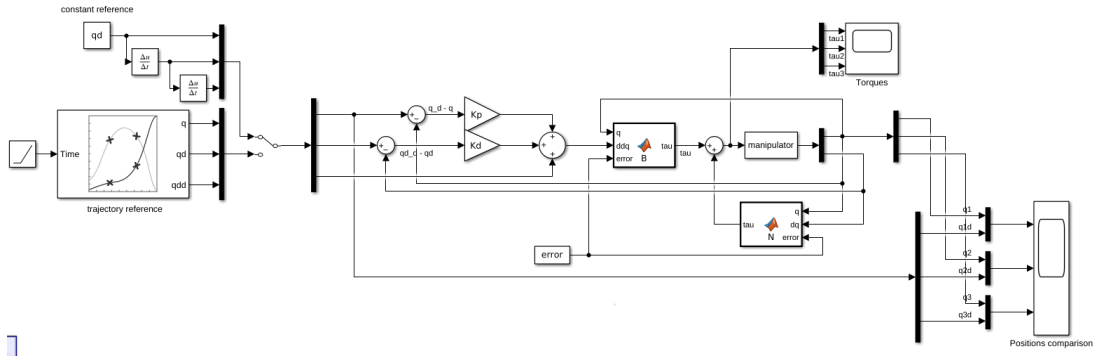 constant reference
qd
Δu
Δt
Δu
Δt
Time
q
qd
qdd
trajectory reference
q_d - q
qd_d - qd
Kp
Kd
q
ddq
error
B
tau
tau
manipulator
tau
N
q
dq
error
error
tau1
tau2
tau3
Torques
q1
q1d
q2
q2d
q3
q3d
Positions comparison